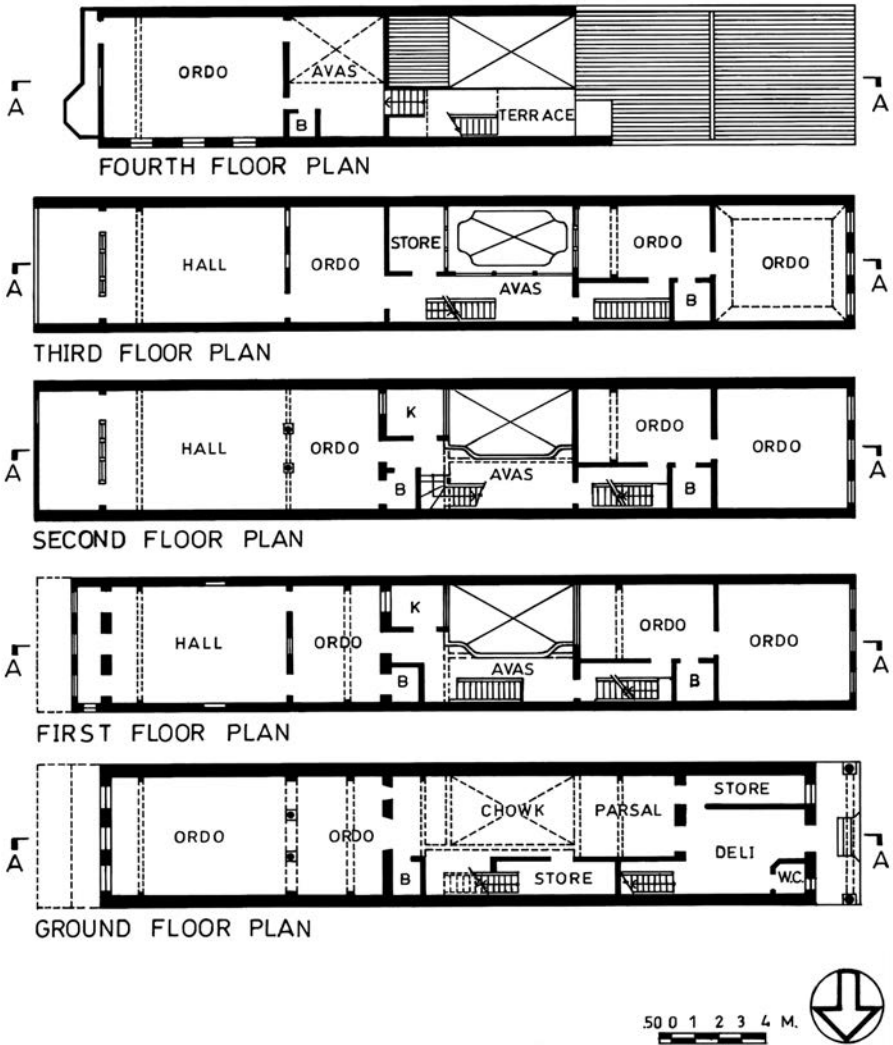 ORDO AVAS
B TERRACE
A A
FOURTH FLOOR PLAN
STORE
HALL ORDO ORDO ORDO
A AVAS A
B
THIRD FLOOR PLAN
K
HALL ORDO ORDO ORDO
A AVAS A
B B
SECOND FLOOR PLAN
K
HALL ORDO ORDO ORDO
A AVAS A
B B
FIRST FLOOR PLAN
CHOWK PARSAL STORE
ORDO ORDO
A DELI A
B STORE W.C.
GROUND FLOOR PLAN
.50 0 1 2 3 4 M.